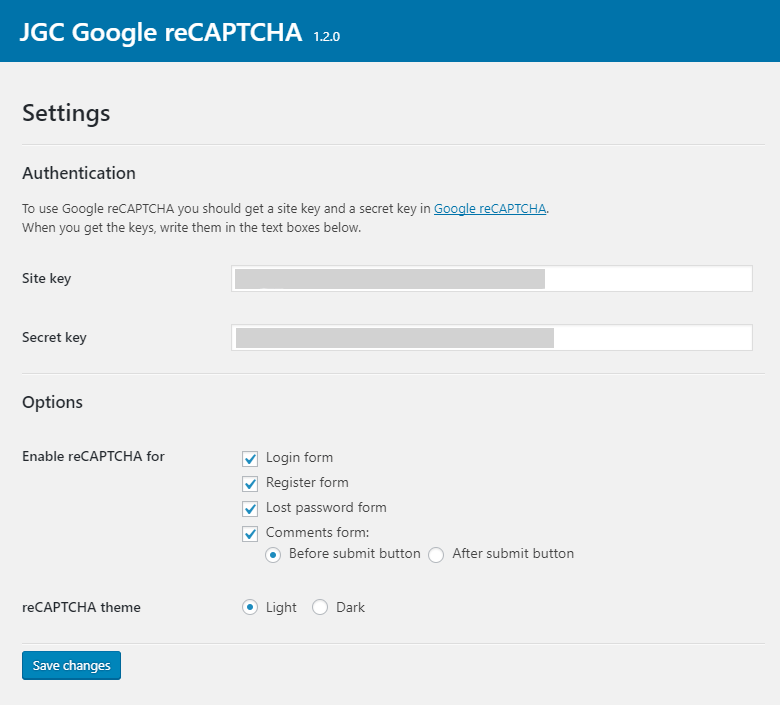 JGC Google reCAPTCHA 1.2.0
Settings
Authentication
To use Google reCAPTCHA you should get a site key and a secret key in Google reCAPTCHA.
When you get the keys, write them in the text boxes below.
Site key
Secret key
Options
Enable reCAPTCHA for
Login form
Register form
Lost password form
Comments form:
Before submit button After submit button
reCAPTCHA theme Light Dark
Save changes